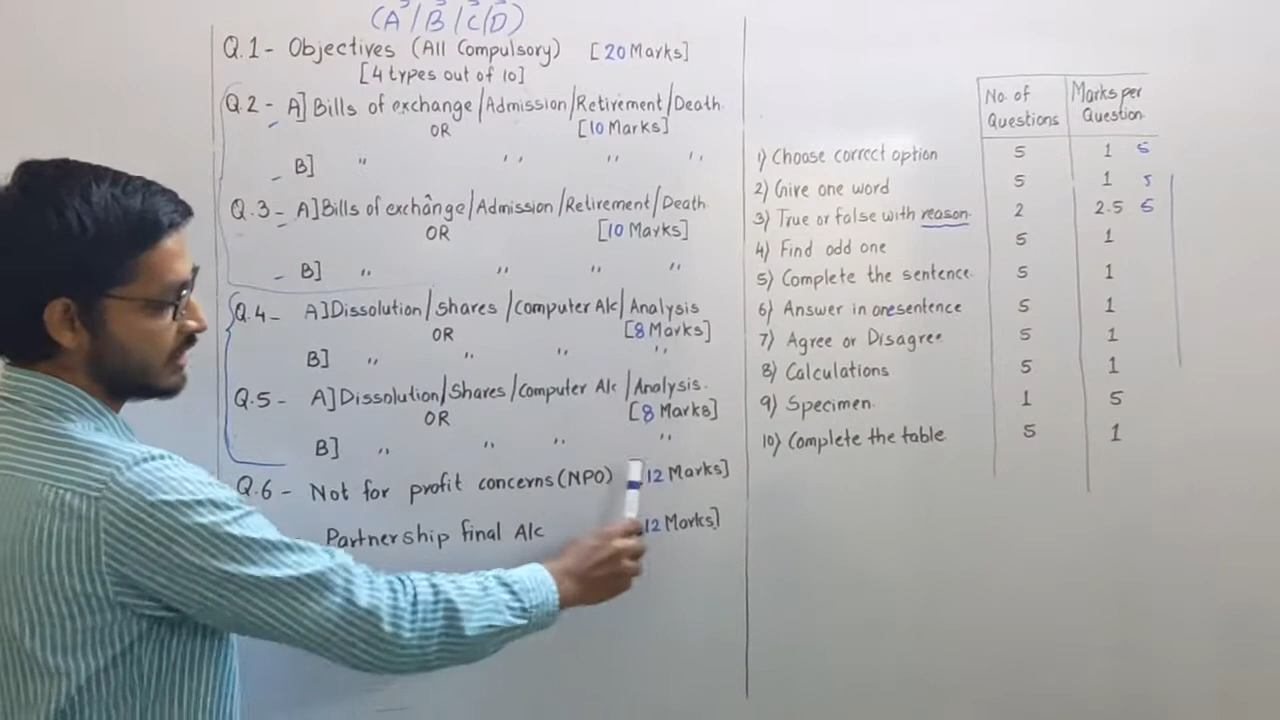 (A⁵/B⁵/C⁵/D⁵)
Q.1 - Objectives (All Compulsory) [20 Marks]
[4 types out of 10]
Q.2 - A] Bills of exchange/Admission/Retirement/Death.
OR [10 Marks]
B] " " " "
Q.3 - A] Bills of exchange/Admission/Retirement/Death.
OR [10 Marks]
B] " " " "
Q.4 - A] Dissolution/Shares/Computer A/c/Analysis
OR [8 Marks]
B] " " " "
Q.5 - A] Dissolution/Shares/Computer A/c/Analysis.
OR [8 Marks]
B] " " " "
Q.6 - Not for profit concerns (NPO) 12 Marks]
Partnership final A/c 12 Marks]
No. of Questions Marks per Question
1) Choose correct option 5 1 5
2) Give one word 5 1 5
3) True or false with reason. 2 2.5 5
4) Find odd one 5 1
5) Complete the sentence. 5 1
6) Answer in one sentence 5 1
7) Agree or Disagree 5 1
8) Calculations 5 1
9) Specimen. 1 5
10) Complete the table. 5 1